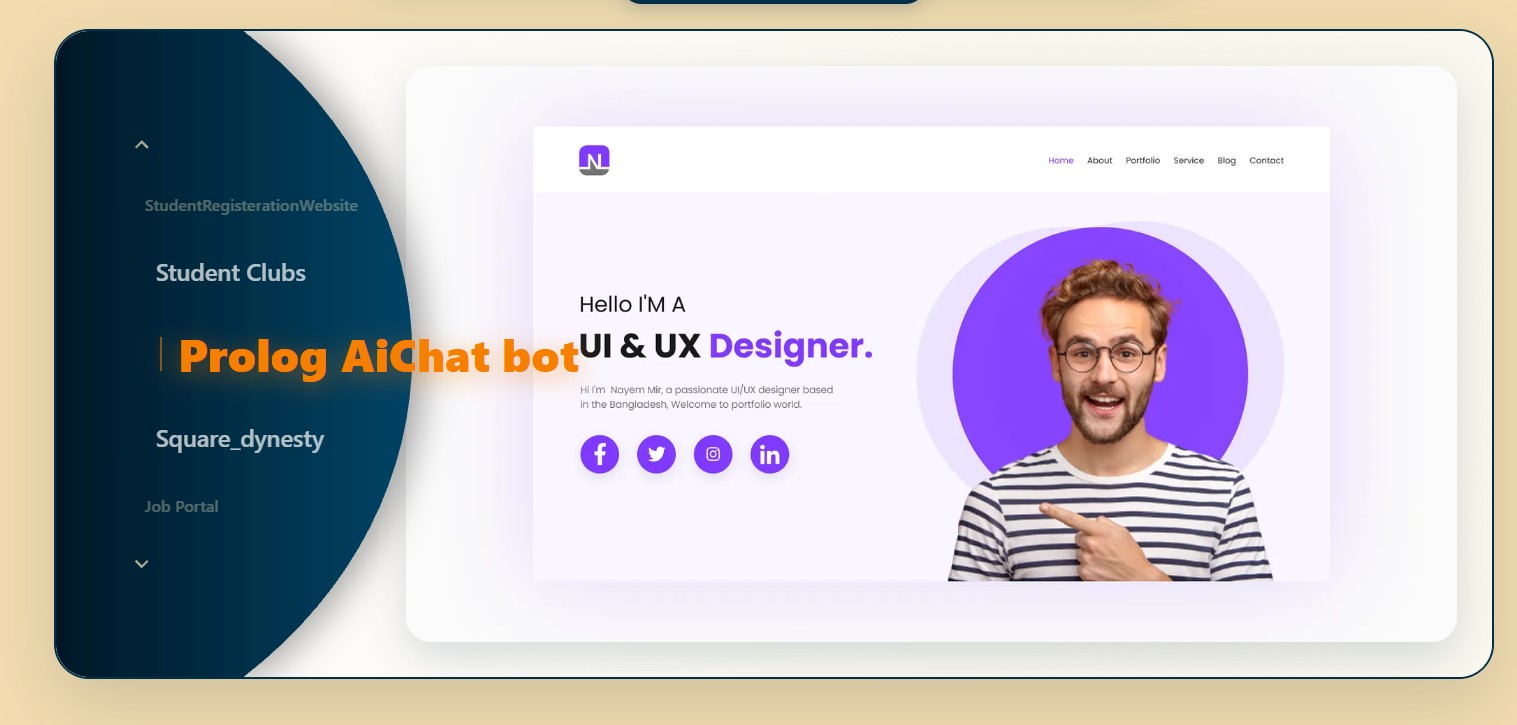 StudentRegisterationWebsite
Student Clubs
Prolog AiChat bot
Square_dynesty
Job Portal
N
Home About Portfolio Service Blog Contact
Hello I'M A
UI & UX Designer.
Hi I'm Nayem Mir, a passionate UI/UX designer based
in the Bangladesh, Welcome to portfolio world.